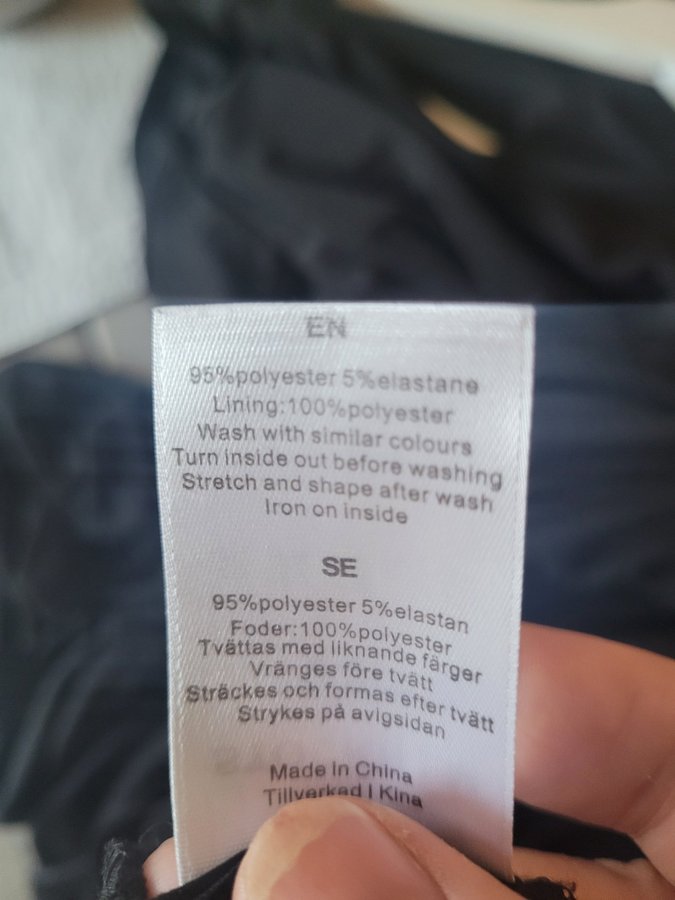 EN
95%polyester 5%elastane
Lining:100%polyester
Wash with similar colours
Turn inside out before washing
Stretch and shape after wash
Iron on inside
SE
95%polyester 5%elastan
Foder:100%polyester
Tvättas med liknande färger
Vränges före tvätt
Sträckes och formas efter tvätt
Strykes på avigsidan
Made In China
Tillverkad I Kina